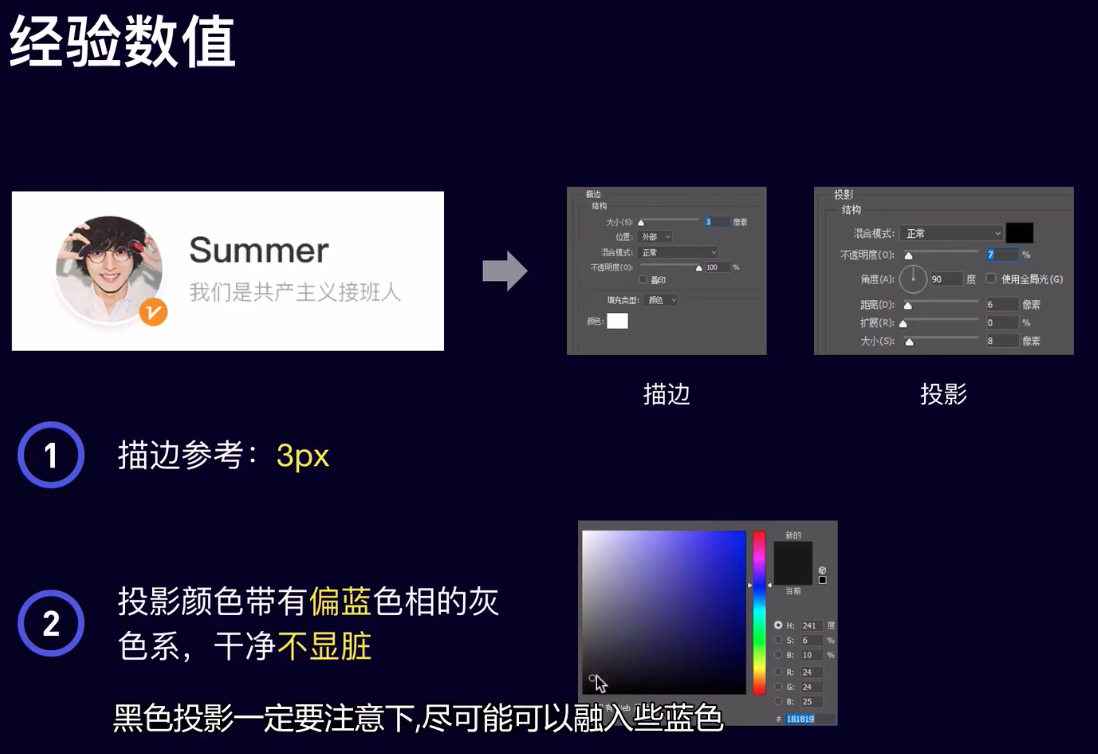 经验数值
Summer
我们是共产主义接班人
描边
结构
大小(S): 3 像素
位置: 外部
混合模式: 正常
不透明度(O): 100 %
叠印
填充类型: 颜色
颜色:
描边
投影
结构
混合模式: 正常
不透明度(O): 7 %
角度(A): 90 度 使用全局光(G)
距离(D): 6 像素
扩展(R): 0 %
大小(S): 8 像素
投影
1 描边参考：3px
2 投影颜色带有偏蓝色相的灰
色系，干净不显脏
新的
当前
H: 241 度
S: 6 %
B: 10 %
R: 24
G: 24
B: 25
# 181819
黑色投影一定要注意下,尽可能可以融入些蓝色